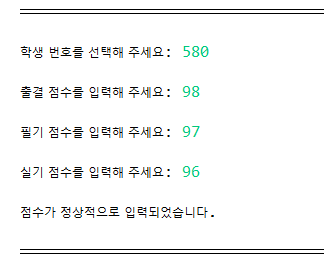 학생 번호를 선택해 주세요: 580
출결 점수를 입력해 주세요: 98
필기 점수를 입력해 주세요: 97
실기 점수를 입력해 주세요: 96
점수가 정상적으로 입력되었습니다.